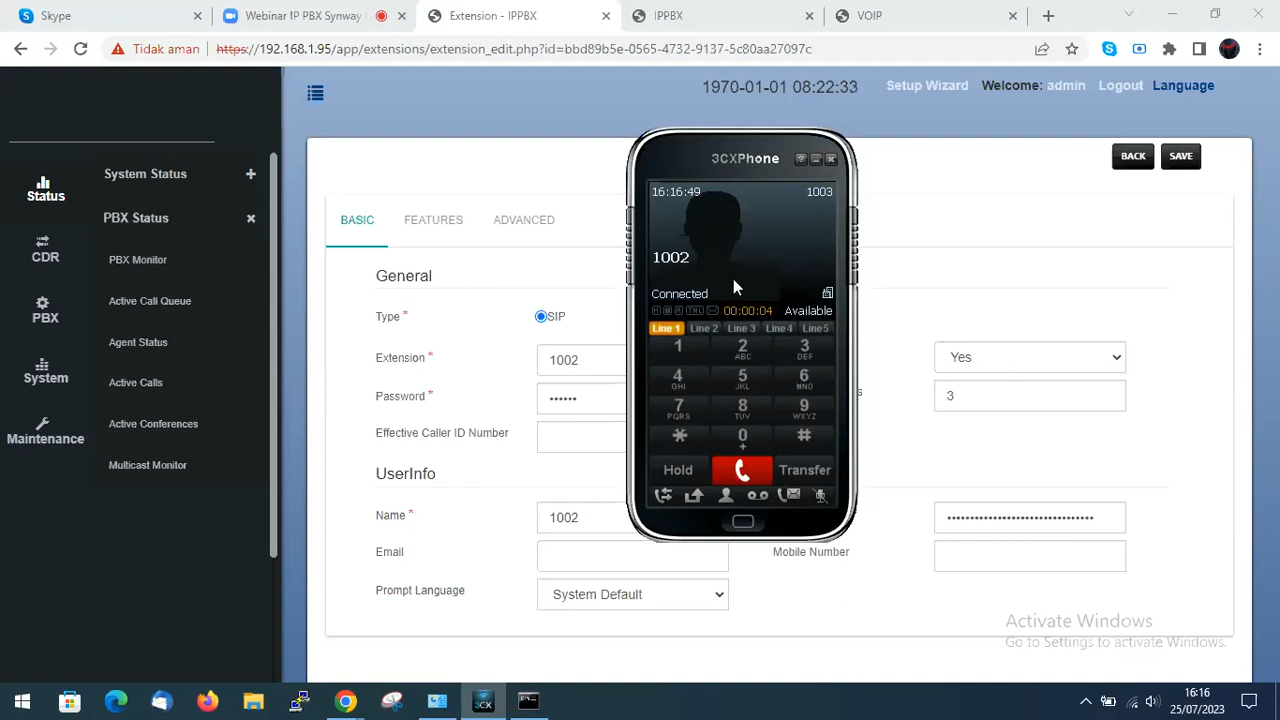 Skype
Webinar IP PBX Synway
Extension - IPPBX
IPPBX
VOIP
Tidak aman
https://192.168.1.95/app/extensions/extension_edit.php?id=bbd89b5e-0565-4732-9137-5c80aa27097c
1970-01-01 08:22:33
Setup Wizard
Welcome: admin
Logout
Language
Status
CDR
PBX
System
Maintenance
System Status
PBX Status
PBX Monitor
Active Call Queue
Agent Status
Active Calls
Active Conferences
Multicast Monitor
BACK
SAVE
BASIC
FEATURES
ADVANCED
General
Type *
SIP
Extension *
1002
Yes
Password *
••••••
s
3
Effective Caller ID Number
UserInfo
Name *
1002
Email
Mobile Number
Prompt Language
System Default
3CXPhone
16:16:49
1003
1002
Connected
00:00:04
Available
Line 1
Line 2
Line 3
Line 4
Line 5
1
2 ABC
3 DEF
4 GHI
5 JKL
6 MNO
7 PQRS
8 TUV
9 WXYZ
*
0 +
#
Hold
Transfer
Activate Windows
Go to Settings to activate Windows.
3CX
16:16
25/07/2023